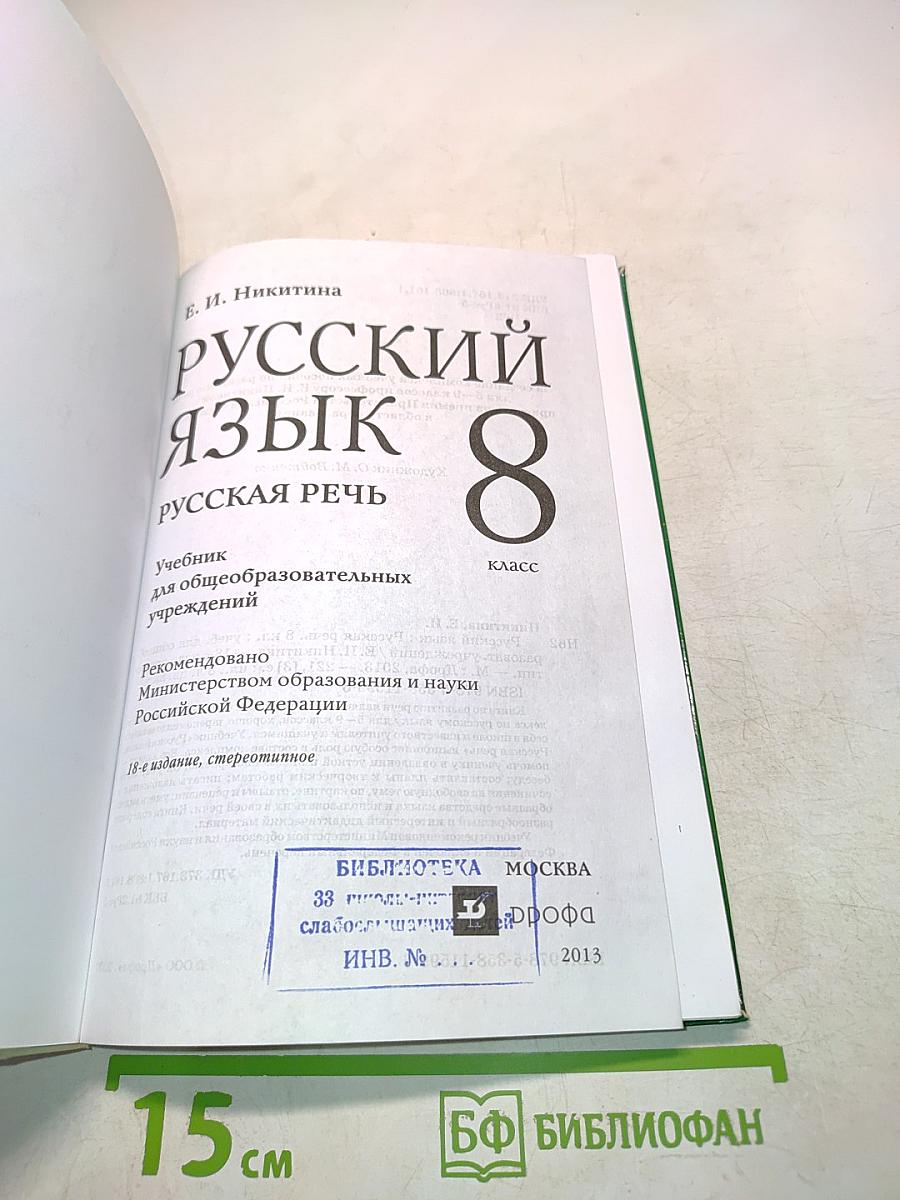 Е. И. Никитина
РУССКИЙ
ЯЗЫК
РУССКАЯ РЕЧЬ
8
класс
Учебник
для общеобразовательных
учреждений
Рекомендовано
Министерством образования и науки
Российской Федерации
18-е издание, стереотипное
БИБЛИОТЕКА
33
слабослышащих
ИНВ. № . . .
МОСКВА
дрофа
2013
15 см
БФ БИБЛИОФАН